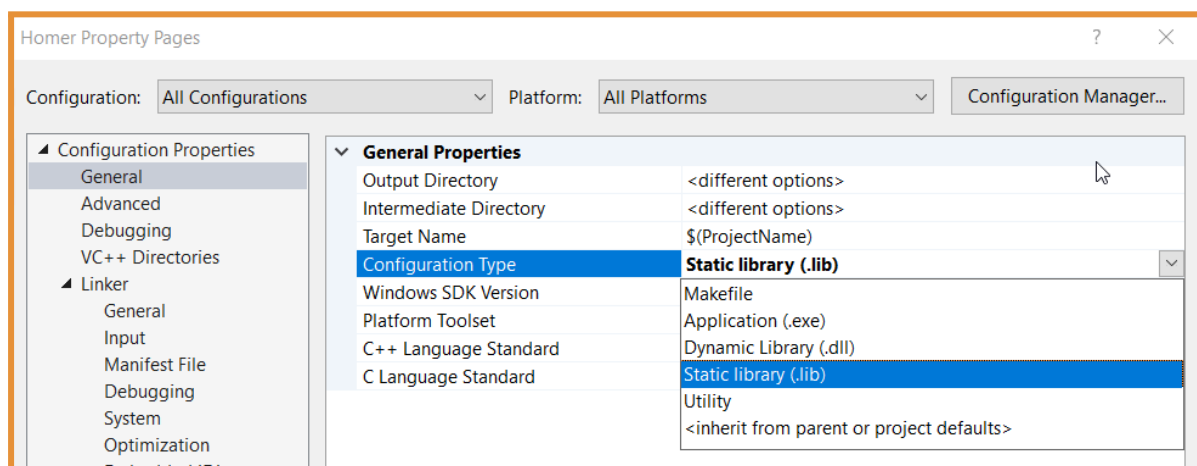 Homer Property Pages
Configuration: All Configurations Platform: All Platforms Configuration Manager...
Configuration Properties
General
Advanced
Debugging
VC++ Directories
Linker
General
Input
Manifest File
Debugging
System
Optimization
General Properties
Output Directory <different options>
Intermediate Directory <different options>
Target Name $(ProjectName)
Configuration Type Static library (.lib)
Windows SDK Version
Platform Toolset
C++ Language Standard
C Language Standard
Makefile
Application (.exe)
Dynamic Library (.dll)
Static library (.lib)
Utility
<inherit from parent or project defaults>